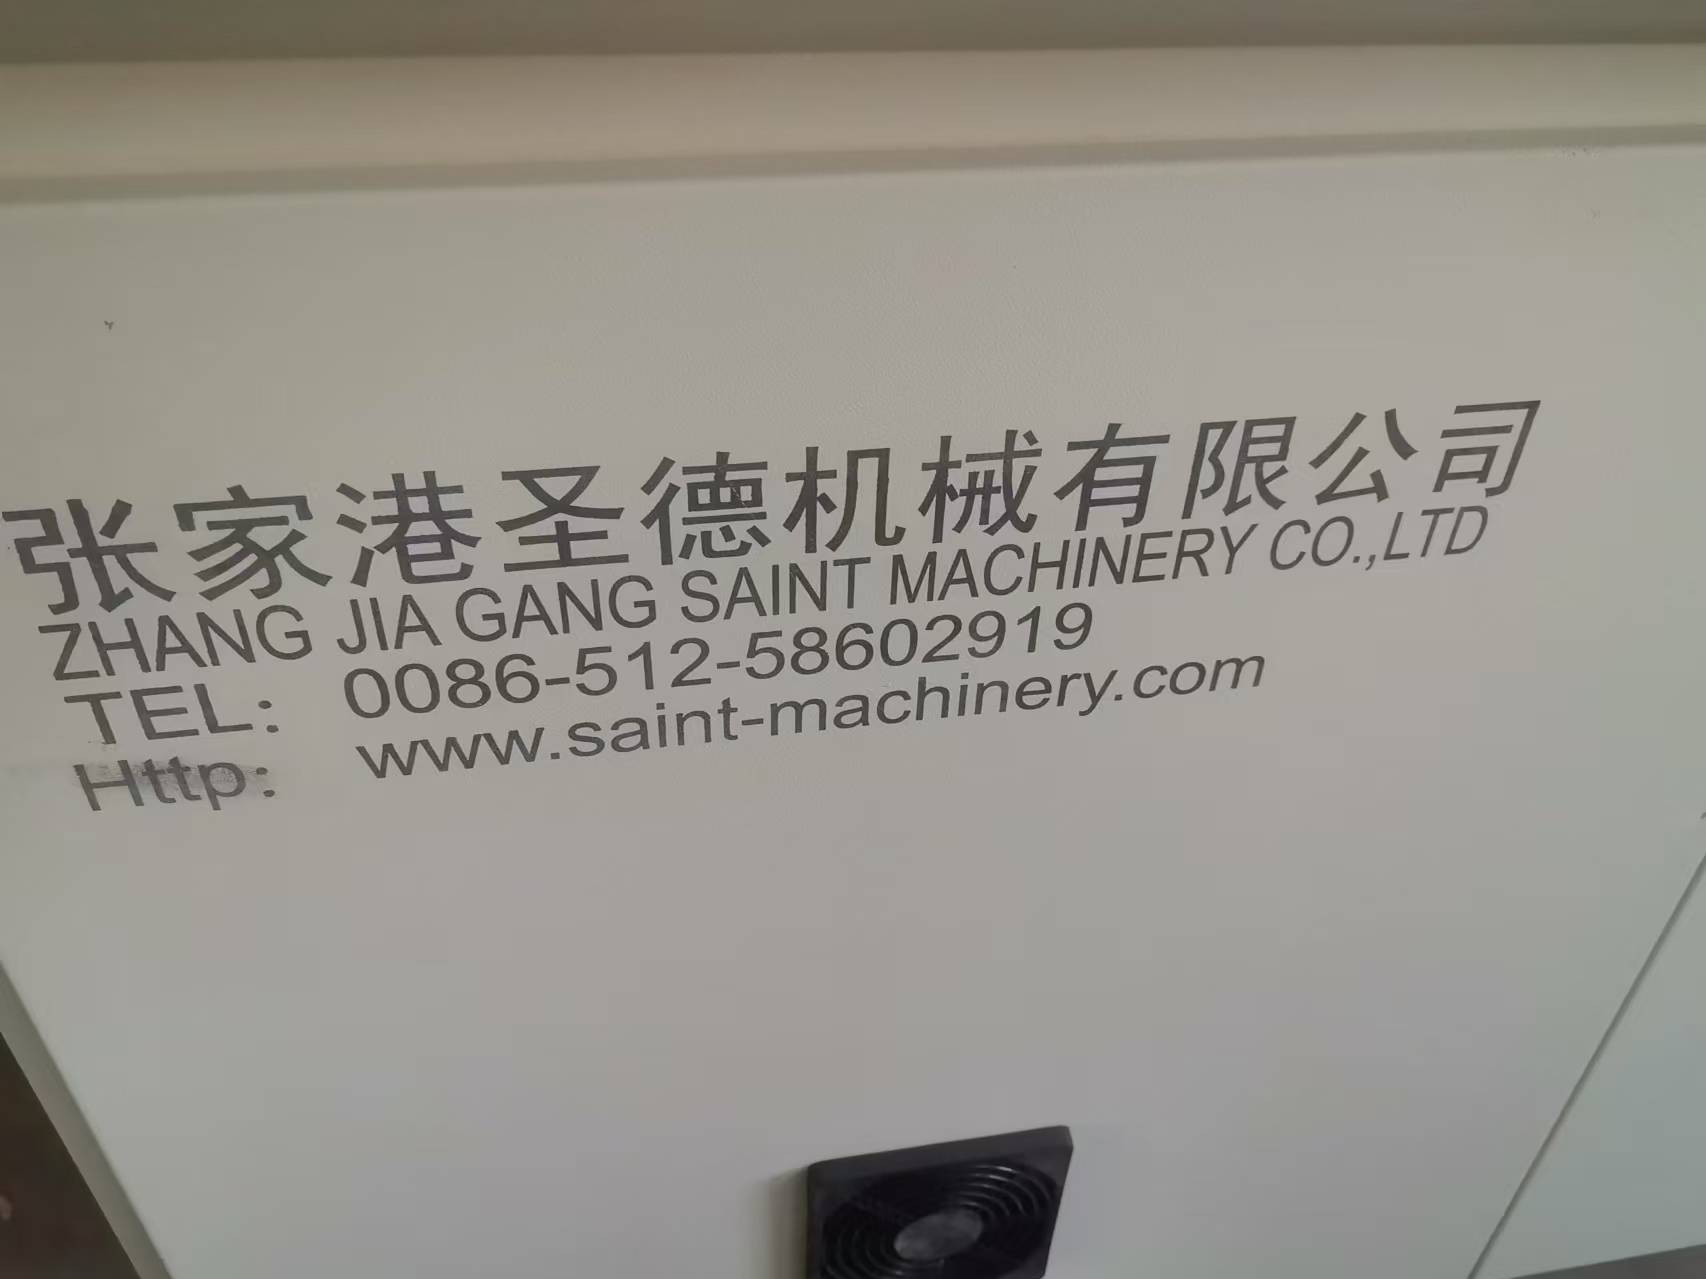 张家港圣德机械有限公司
ZHANG JIA GANG SAINT MACHINERY CO.,LTD
TEL: 0086-512-58602919
Http: www.saint-machinery.com